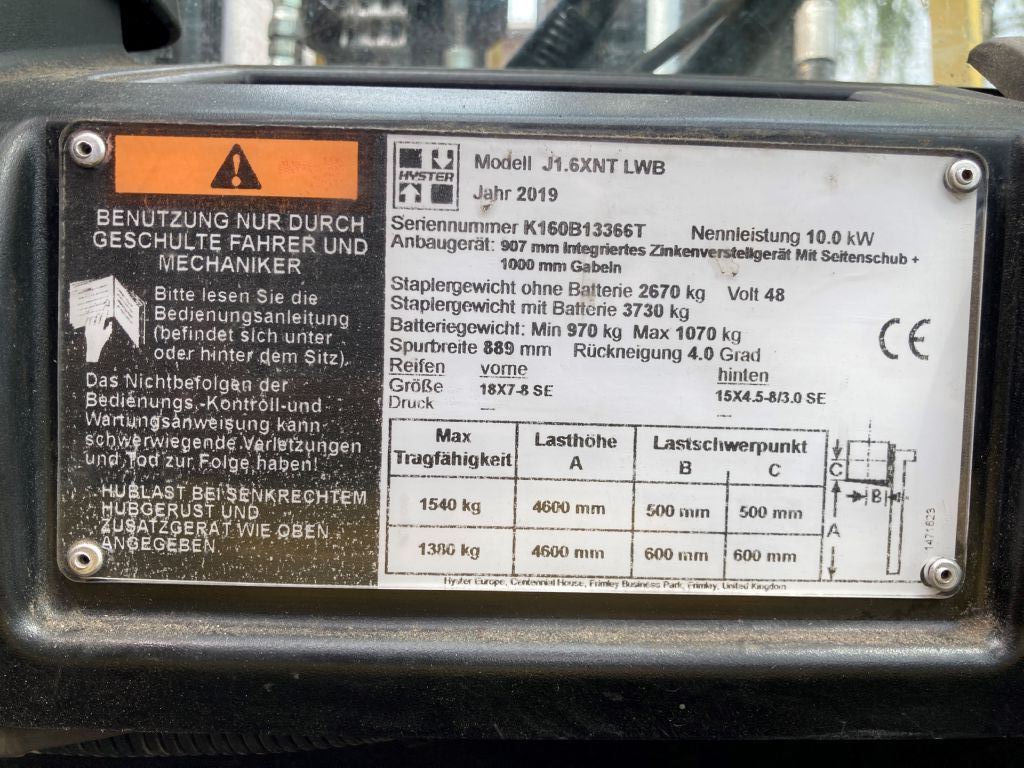 BENUTZUNG NUR DURCH
GESCHULTE FAHRER UND
MECHANIKER
Bitte lesen Sie die
Bedienungsanleitung
(befindet sich unter
oder hinter dem Sitz).
Das Nichtbefolgen der
Bedienungs,-Kontroll-und
Wartungsanweisung kann
schwerwiegende Verletzungen
und Tod zur Folge haben!
HUBLAST BEI SENKRECHTEM
HUBGERÜST UND
ZUSATZGERÄT WIE OBEN
ANGEGEBEN
HYSTER
Modell J1.6XNT LWB
Jahr 2019
Seriennummer K160B13366T Nennleistung 10.0 kW
Anbaugerät: 907 mm Integriertes Zinkenverstellgerät Mit Seitenschub +
1000 mm Gabeln
Staplergewicht ohne Batterie 2670 kg Volt 48
Staplergewicht mit Batterie 3730 kg
Batteriegewicht: Min 970 kg Max 1070 kg
Spurbreite 889 mm Rückneigung 4.0 Grad
Reifen vorne hinten
Größe 18X7-8 SE 15X4.5-8/3.0 SE
Druck --- ---
CE
Max Tragfähigkeit Lasthöhe A Lastschwerpunkt B C
1540 kg 4600 mm 500 mm 500 mm
1380 kg 4600 mm 600 mm 600 mm
C
B
A
1471623
Hyster Europe, Centennial House, Frimley Business Park, Frimley, United Kingdom